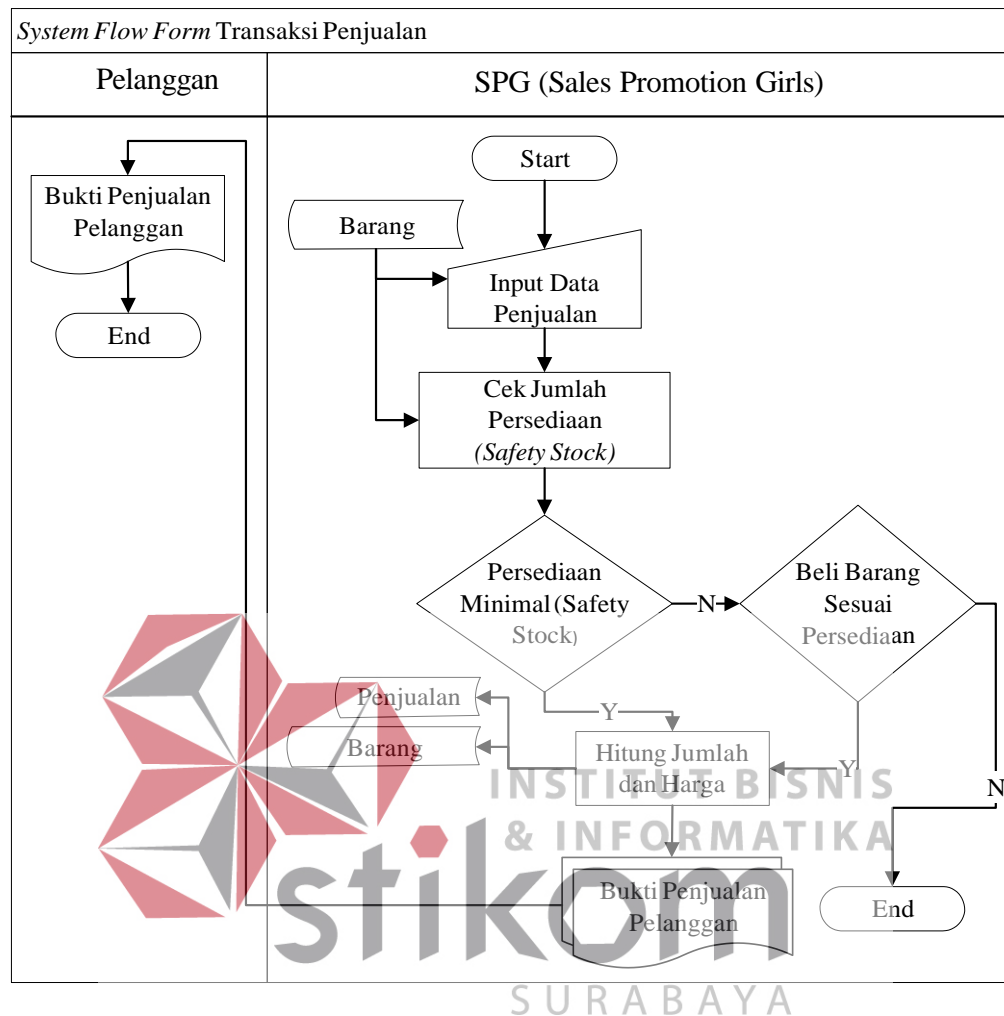 System Flow Form Transaksi Penjualan
Pelanggan
SPG (Sales Promotion Girls)
Bukti Penjualan
Pelanggan
End
Start
Barang
Input Data
Penjualan
Cek Jumlah
Persediaan
(Safety Stock)
Persediaan
Minimal (Safety
Stock)
N
Beli Barang
Sesuai
Persediaan
Penjualan
Barang
Y
Hitung Jumlah
dan Harga
Y
N
Bukti Penjualan
Pelanggan
End
INSTITUT BISNIS
& INFORMATIKA
stikom
SURABAYA